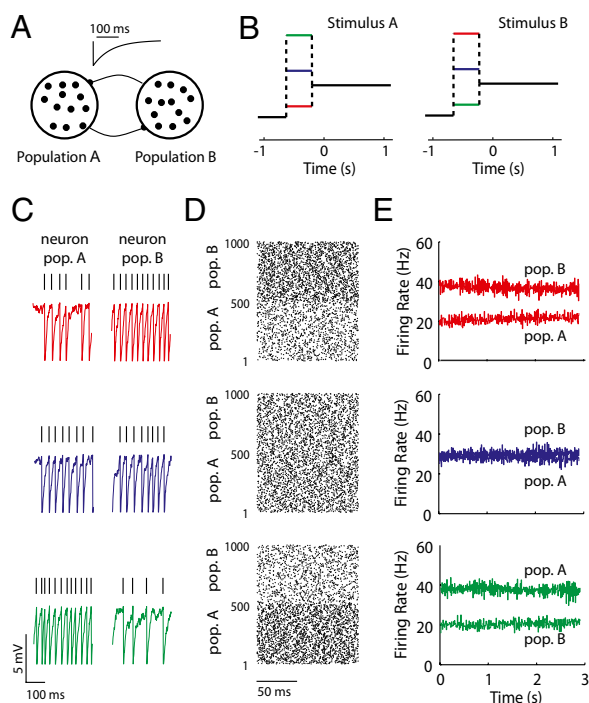 A
100 ms
Population A
Population B
B
Stimulus A
Stimulus B
-1 0 1
Time (s)
-1 0 1
Time (s)
C
neuron pop. A
neuron pop. B
5 mV
100 ms
D
pop. B
pop. A
1000
500
1
pop. B
pop. A
1000
500
1
pop. B
pop. A
1000
500
1
50 ms
E
Firing Rate (Hz)
60
40
20
0
pop. B
pop. A
Firing Rate (Hz)
60
40
20
0
pop. B
pop. A
Firing Rate (Hz)
60
40
20
0
pop. A
pop. B
0 1 2 3
Time (s)